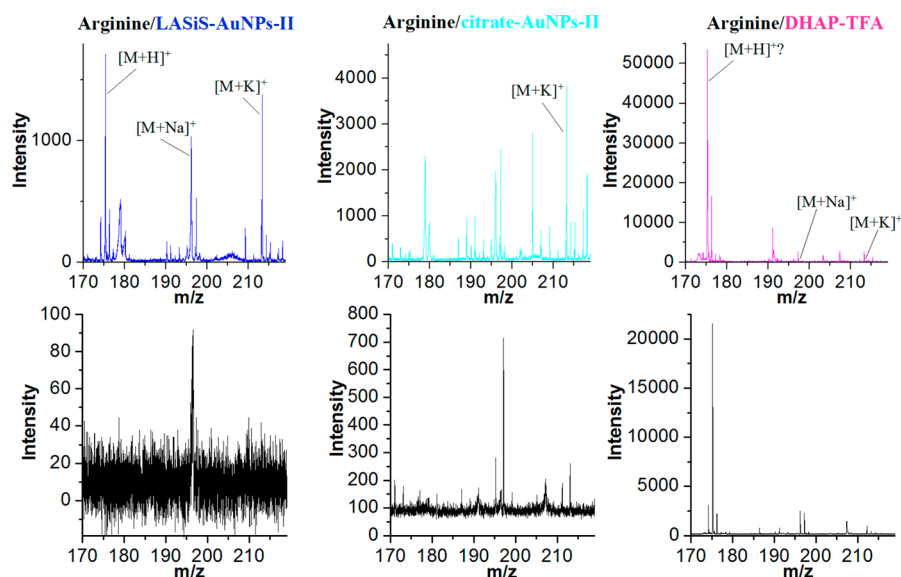 Arginine/LASiS-AuNPs-II
Arginine/citrate-AuNPs-II
Arginine/DHAP-TFA
[M+H]+
[M+Na]+
[M+K]+
Intensity
1000
0
170 180 190 200 210
m/z
[M+K]+
Intensity
4000
3000
2000
1000
0
170 180 190 200 210
m/z
[M+H]+?
[M+Na]+
[M+K]+
Intensity
50000
40000
30000
20000
10000
0
170 180 190 200 210
m/z
Intensity
100
80
60
40
20
0
170 180 190 200 210
m/z
Intensity
800
700
600
500
400
300
200
100
0
170 180 190 200 210
m/z
Intensity
20000
15000
10000
5000
0
170 180 190 200 210
m/z